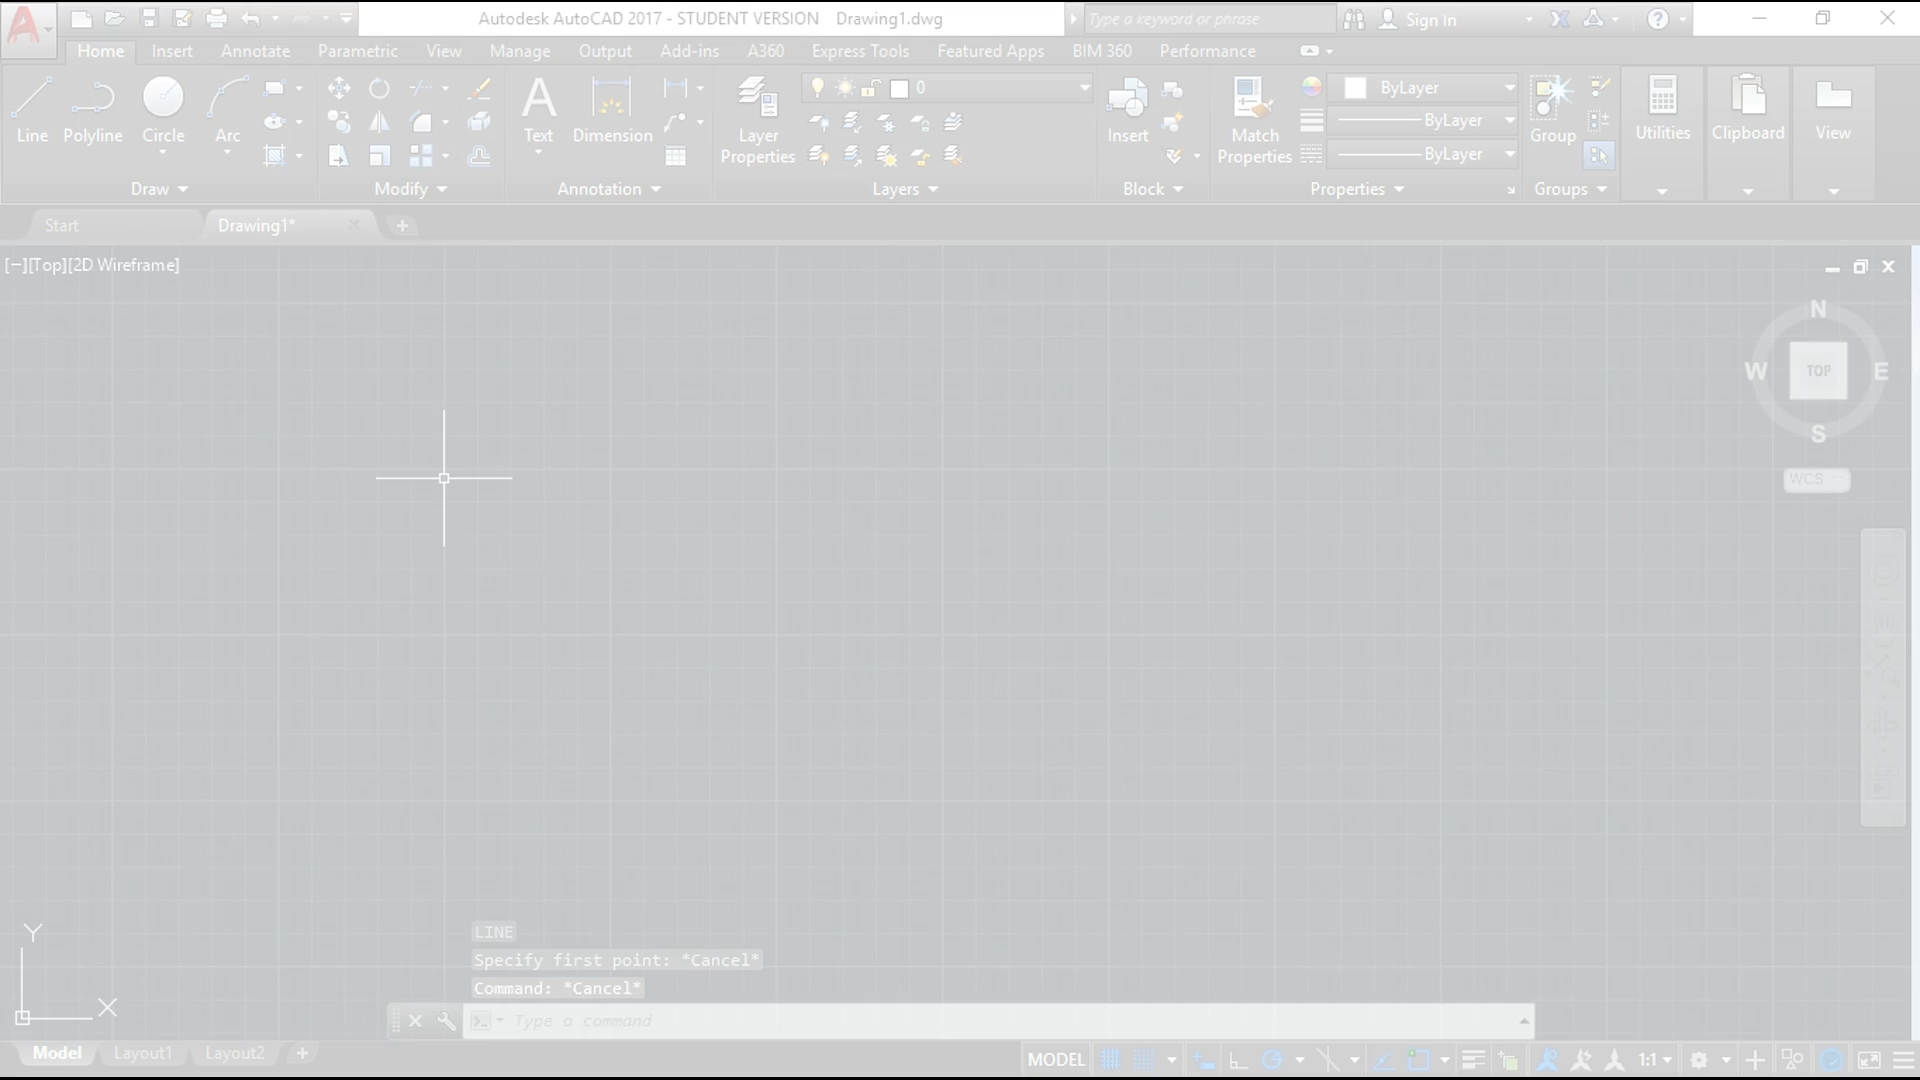 Autodesk AutoCAD 2017 - STUDENT VERSION Drawing1.dwg
Type a keyword or phrase
Sign In
Home Insert Annotate Parametric View Manage Output Add-ins A360 Express Tools Featured Apps BIM 360 Performance
Line Polyline Circle Arc
Text Dimension
Layer Properties
0
Insert
Match Properties
ByLayer
ByLayer
ByLayer
Group
Utilities
Clipboard
View
Draw Modify Annotation Layers Block Properties Groups
Start Drawing1*
[−][Top][2D Wireframe]
N
W TOP E
S
WCS
Y
X
LINE
Specify first point: *Cancel*
Command: *Cancel*
Type a command
Model Layout1 Layout2
MODEL 1:1